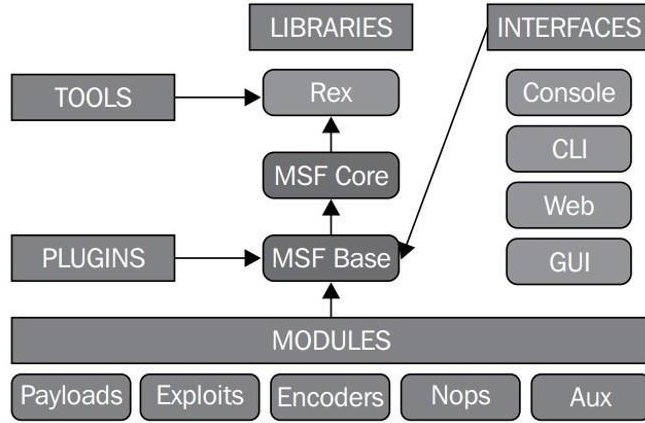 LIBRARIES
INTERFACES
TOOLS
Rex
Console
MSF Core
CLI
Web
PLUGINS
MSF Base
GUI
MODULES
Payloads
Exploits
Encoders
Nops
Aux